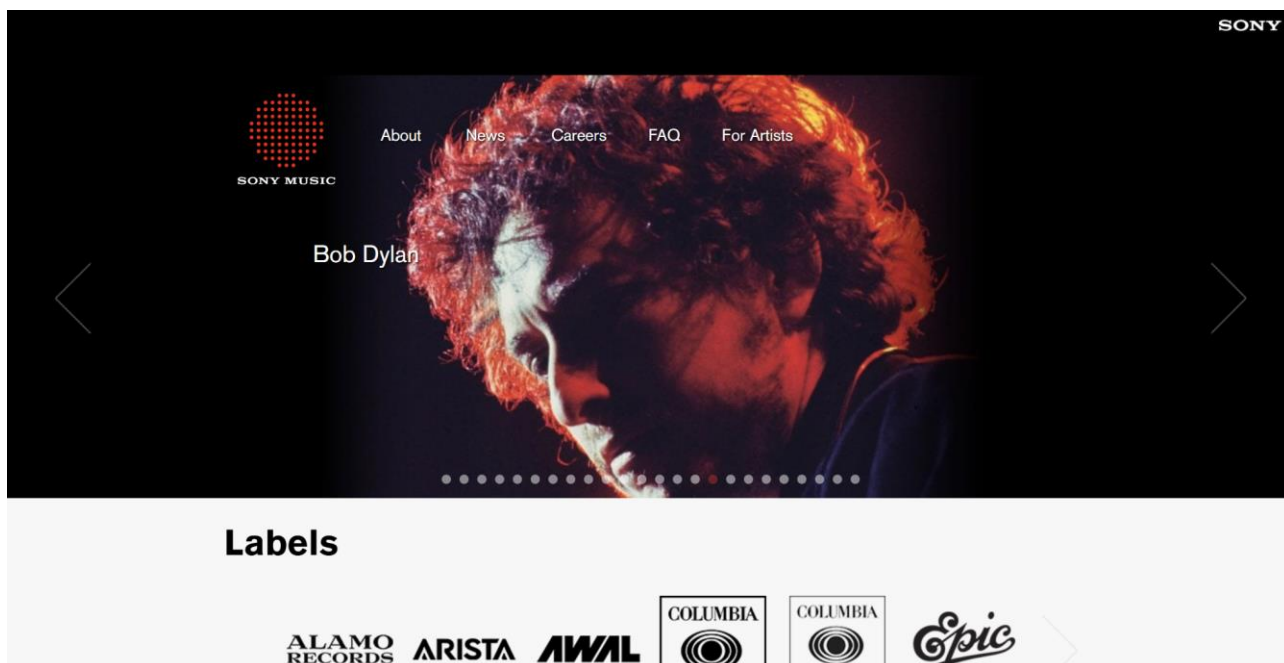 SONY
About News Careers FAQ For Artists
SONY MUSIC
Bob Dylan
Labels
ALAMO RECORDS
ARISTA
AWAL
COLUMBIA
COLUMBIA
Epic